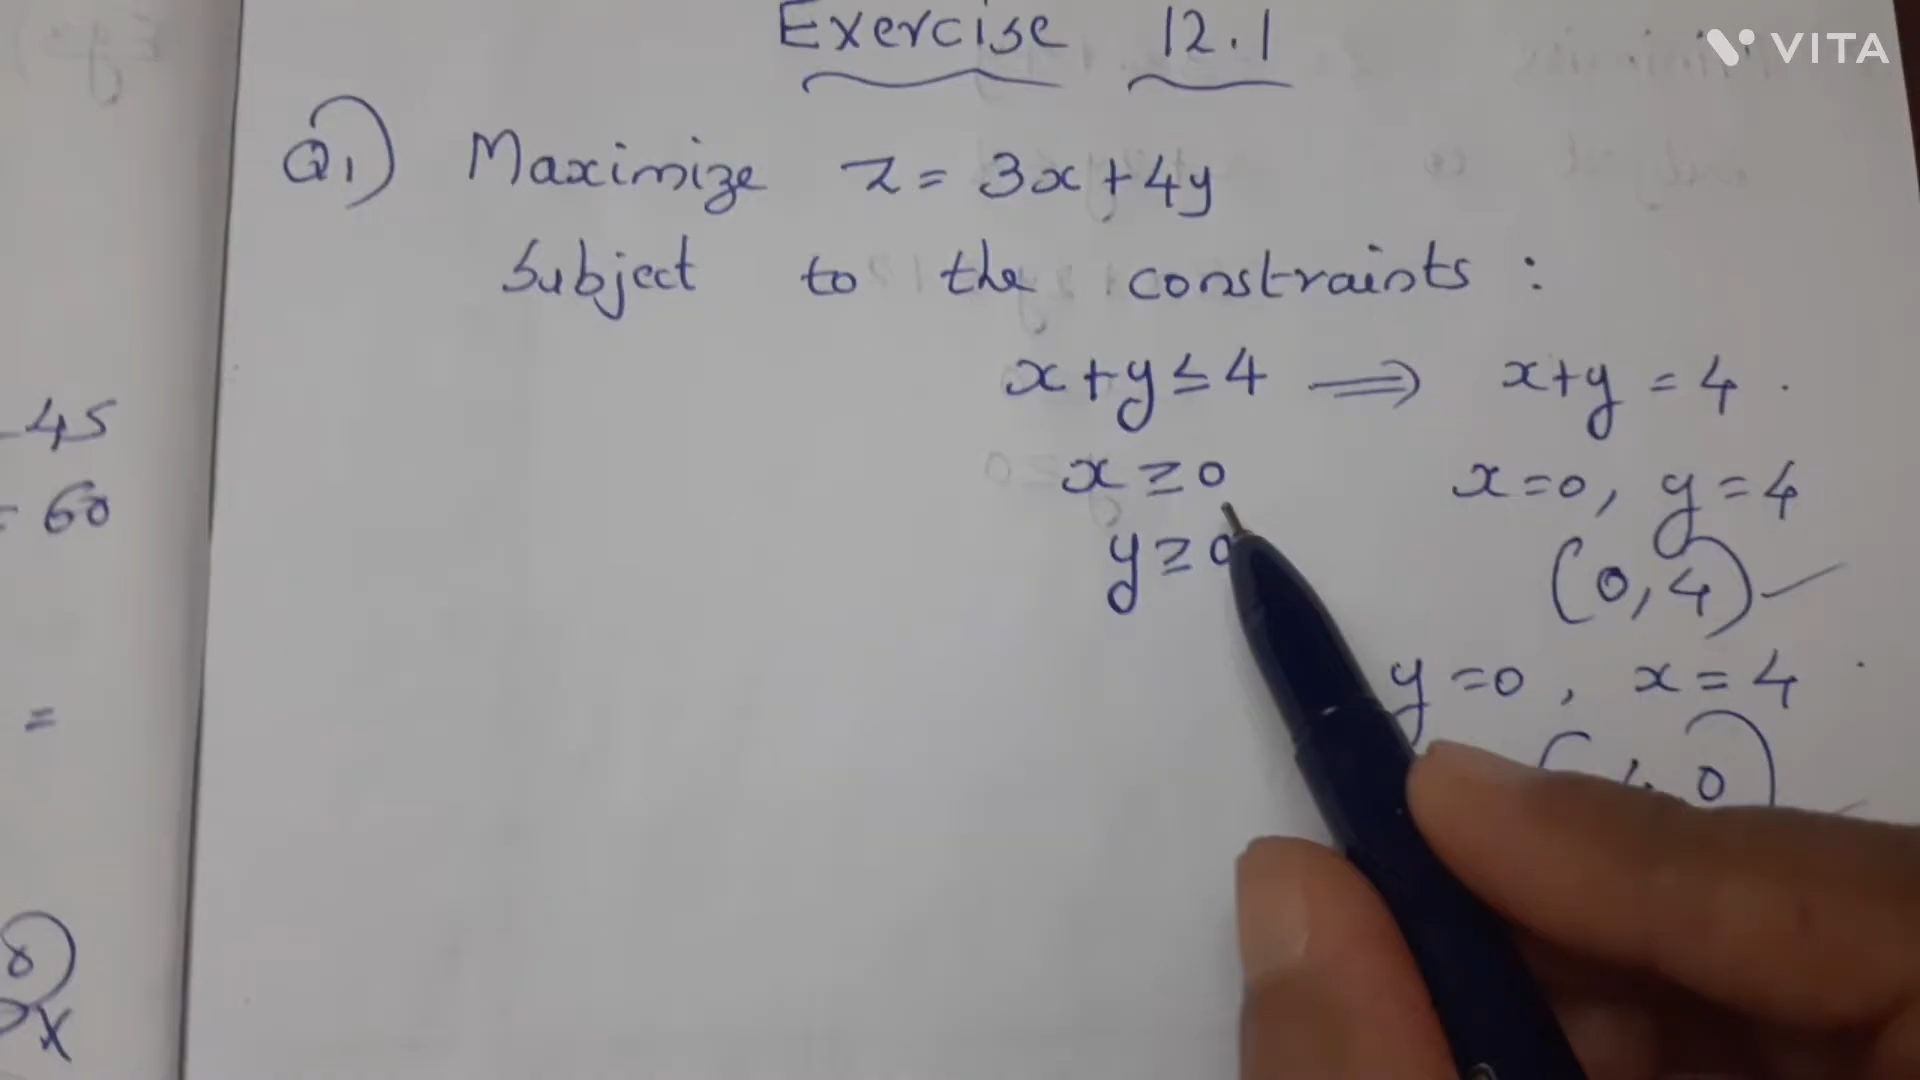 Exercise 12.1
VITA
Q1) Maximize z = 3x+4y
Subject to the constraints :
x+y≤4 ⟹ x+y = 4
x≥0
x=0, y=4
y≥0
(0,4)
y=0, x=4
0)
-45
= 60
=